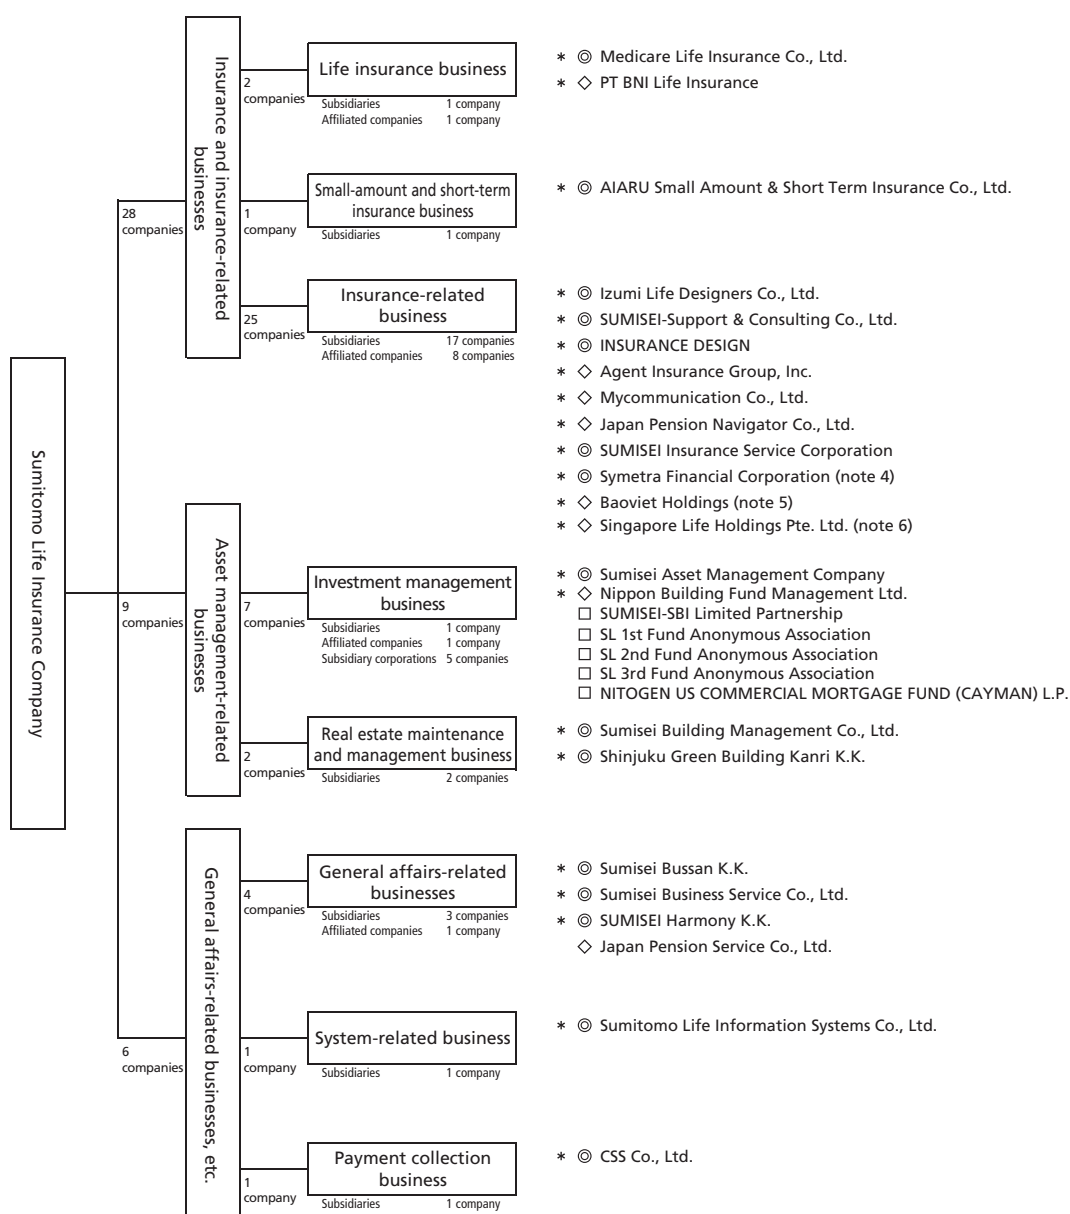 Sumitomo Life Insurance Company
28
companies
Insurance and insurance-related
businesses
2
companies
Life insurance business
Subsidiaries 1 company
Affiliated companies 1 company
* ◎ Medicare Life Insurance Co., Ltd.
* ◇ PT BNI Life Insurance
1
company
Small-amount and short-term
insurance business
Subsidiaries 1 company
* ◎ AIARU Small Amount & Short Term Insurance Co., Ltd.
25
companies
Insurance-related
business
Subsidiaries 17 companies
Affiliated companies 8 companies
* ◎ Izumi Life Designers Co., Ltd.
* ◎ SUMISEI-Support & Consulting Co., Ltd.
* ◎ INSURANCE DESIGN
* ◇ Agent Insurance Group, Inc.
* ◇ Mycommunication Co., Ltd.
* ◇ Japan Pension Navigator Co., Ltd.
* ◎ SUMISEI Insurance Service Corporation
* ◎ Symetra Financial Corporation (note 4)
* ◇ Baoviet Holdings (note 5)
* ◇ Singapore Life Holdings Pte. Ltd. (note 6)
9
companies
Asset management-related
businesses
7
companies
Investment management
business
Subsidiaries 1 company
Affiliated companies 1 company
Subsidiary corporations 5 companies
* ◎ Sumisei Asset Management Company
* ◇ Nippon Building Fund Management Ltd.
□ SUMISEI-SBI Limited Partnership
□ SL 1st Fund Anonymous Association
□ SL 2nd Fund Anonymous Association
□ SL 3rd Fund Anonymous Association
□ NITOGEN US COMMERCIAL MORTGAGE FUND (CAYMAN) L.P.
2
companies
Real estate maintenance
and management business
Subsidiaries 2 companies
* ◎ Sumisei Building Management Co., Ltd.
* ◎ Shinjuku Green Building Kanri K.K.
6
companies
General affairs-related businesses, etc.
4
companies
General affairs-related
businesses
Subsidiaries 3 companies
Affiliated companies 1 company
* ◎ Sumisei Bussan K.K.
* ◎ Sumisei Business Service Co., Ltd.
* ◎ SUMISEI Harmony K.K.
◇ Japan Pension Service Co., Ltd.
1
company
System-related business
Subsidiaries 1 company
* ◎ Sumitomo Life Information Systems Co., Ltd.
1
company
Payment collection
business
Subsidiaries 1 company
* ◎ CSS Co., Ltd.